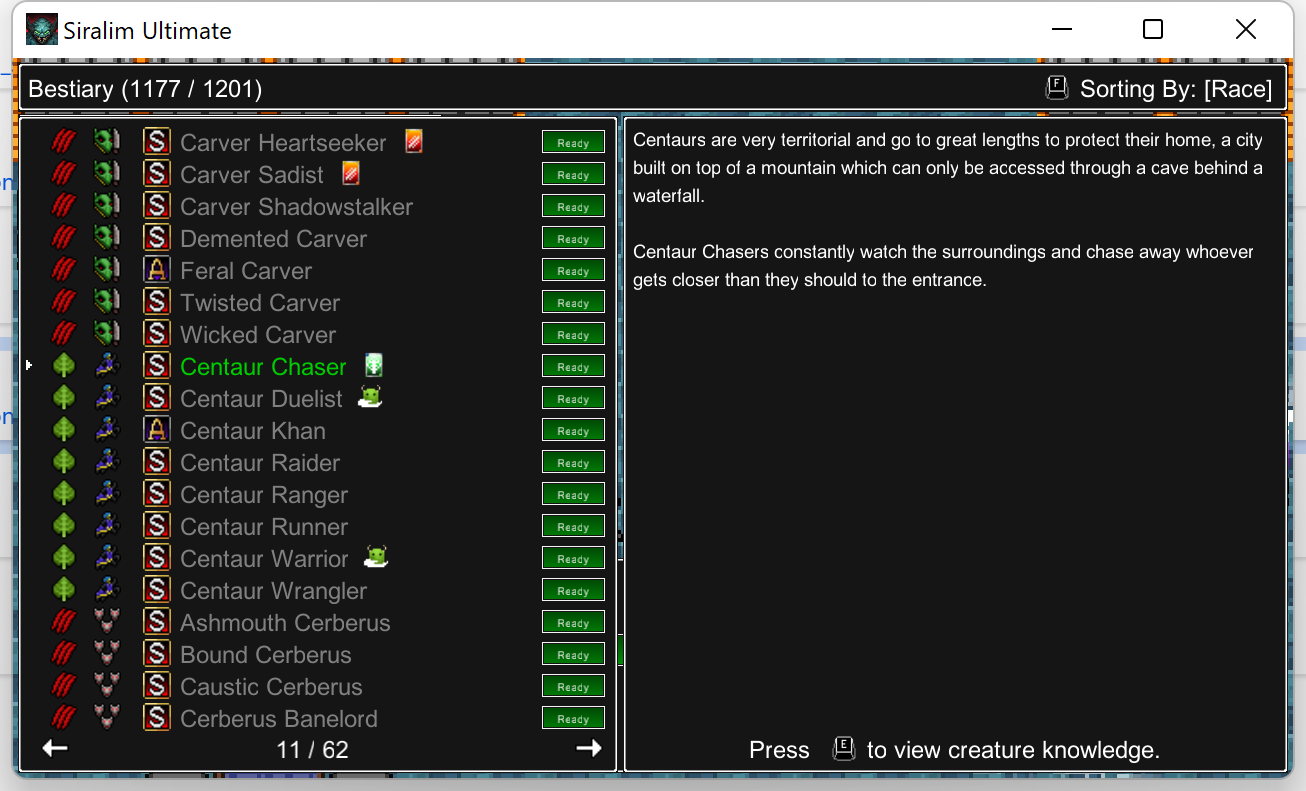 Siralim Ultimate
Bestiary (1177 / 1201)
F Sorting By: [Race]
S Carver Heartseeker Ready
S Carver Sadist Ready
S Carver Shadowstalker Ready
S Demented Carver Ready
A Feral Carver Ready
S Twisted Carver Ready
S Wicked Carver Ready
S Centaur Chaser Ready
S Centaur Duelist Ready
A Centaur Khan Ready
S Centaur Raider Ready
S Centaur Ranger Ready
S Centaur Runner Ready
S Centaur Warrior Ready
S Centaur Wrangler Ready
S Ashmouth Cerberus Ready
S Bound Cerberus Ready
S Caustic Cerberus Ready
S Cerberus Banelord Ready
11 / 62
Centaurs are very territorial and go to great lengths to protect their home, a city
built on top of a mountain which can only be accessed through a cave behind a
waterfall.
Centaur Chasers constantly watch the surroundings and chase away whoever
gets closer than they should to the entrance.
Press E to view creature knowledge.